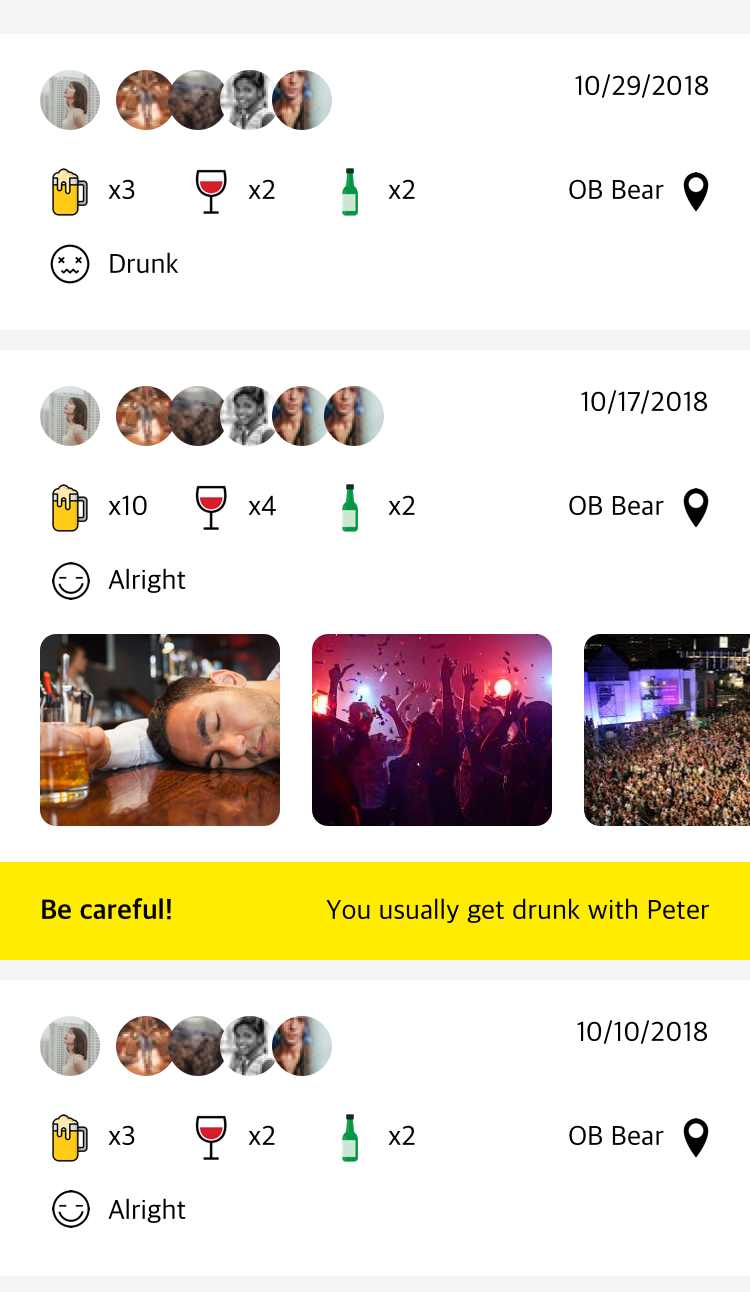 10/29/2018
x3 x2 x2 OB Bear
Drunk
10/17/2018
x10 x4 x2 OB Bear
Alright
Be careful! You usually get drunk with Peter
10/10/2018
x3 x2 x2 OB Bear
Alright